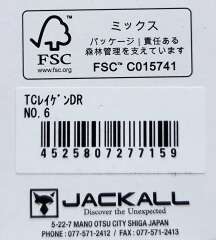 FSC
www.fsc.org
ミックス
パッケージ｜責任ある
森林管理を支えています
FSC™ C015741
TCﾚｲｹﾞﾝDR
NO.6
4525807277159
JACKALL
Discover the Unexpected
5-22-7 MANO OTSU CITY SHIGA JAPAN
PHONE : 077-571-2412 / FAX : 077-571-2413